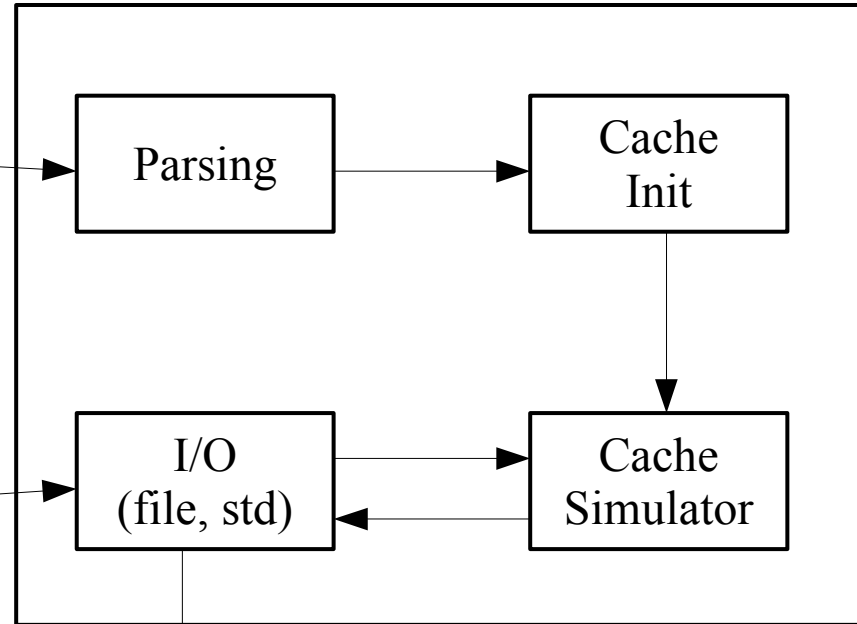 Parsing
Cache
Init
I/O
(file, std)
Cache
Simulator